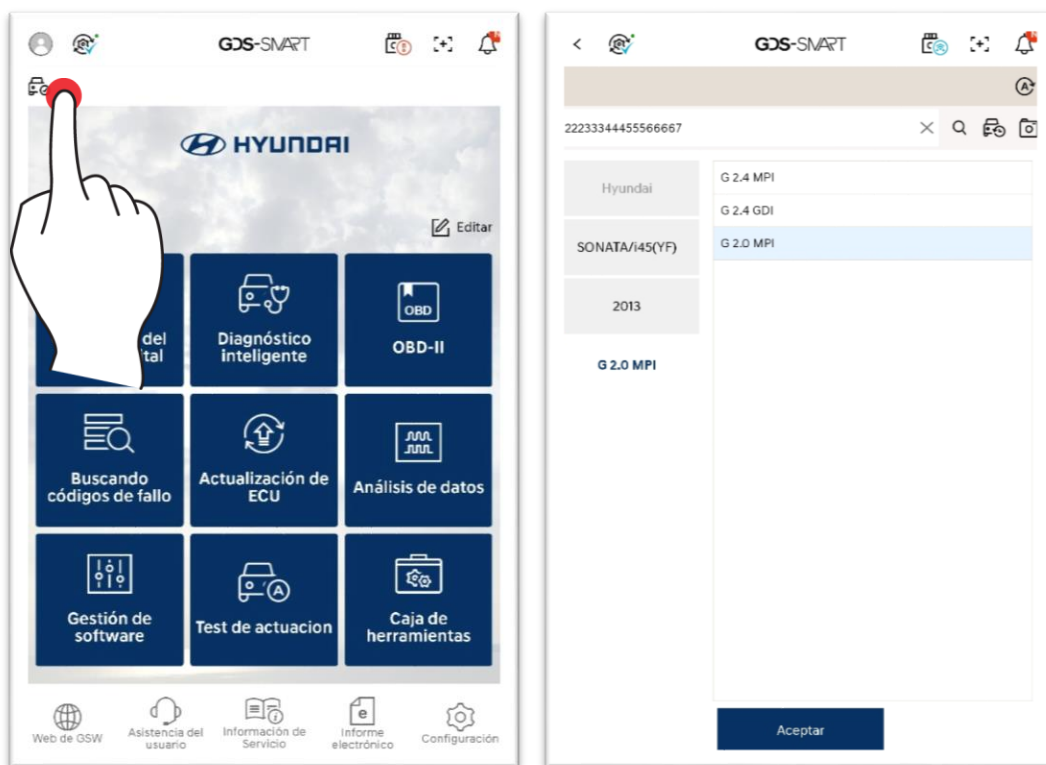 GDS-SMART
HYUNDAI
Editar
del
tal
Diagnóstico
inteligente
OBD
OBD-II
Buscando
códigos de fallo
Actualización de
ECU
Análisis de datos
Gestión de
software
A
Test de actuacion
Caja de
herramientas
Web de GSW
Asistencia del
usuario
Información de
Servicio
e
Informe
electrónico
Configuración
GDS-SMART
A
22233344455566667
Hyundai
SONATA/i45(YF)
2013
G 2.0 MPI
G 2.4 MPI
G 2.4 GDI
G 2.0 MPI
Aceptar